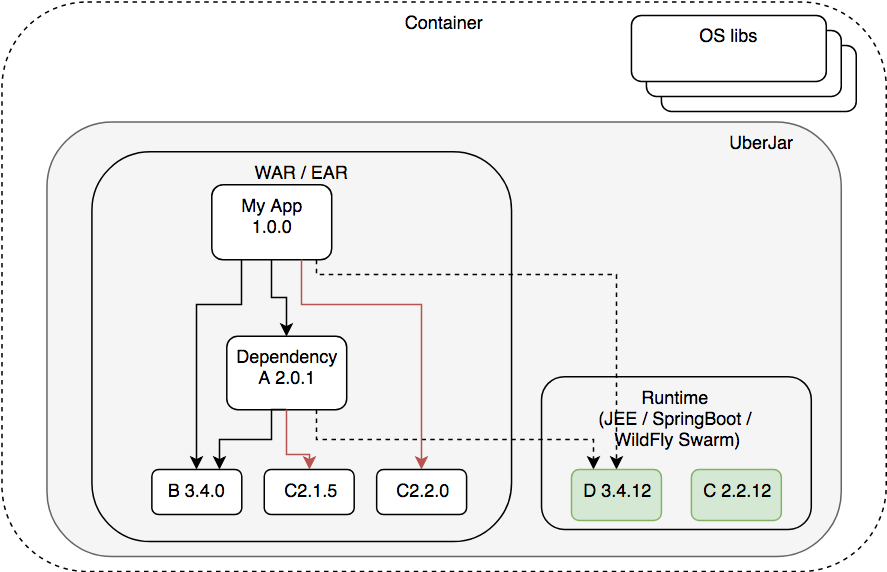 Container
OS libs
UberJar
WAR / EAR
My App
1.0.0
Dependency
A 2.0.1
Runtime
(JEE / SpringBoot /
WildFly Swarm)
B 3.4.0
C2.1.5
C2.2.0
D 3.4.12
C 2.2.12